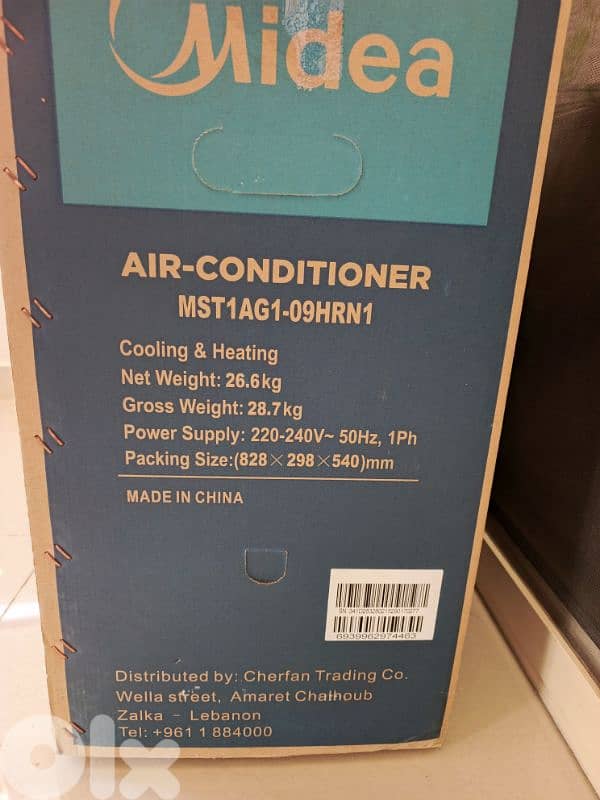 Midea
AIR-CONDITIONER
MST1AG1-09HRN1
Cooling & Heating
Net Weight: 26.6kg
Gross Weight: 28.7kg
Power Supply: 220-240V~ 50Hz, 1Ph
Packing Size:(828×298×540)mm
MADE IN CHINA
SN:
6939962974463
Distributed by: Cherfan Trading Co.
Wella street, Amaret Chalhoub
Zalka - Lebanon
Tel: +961 1 884000
olx